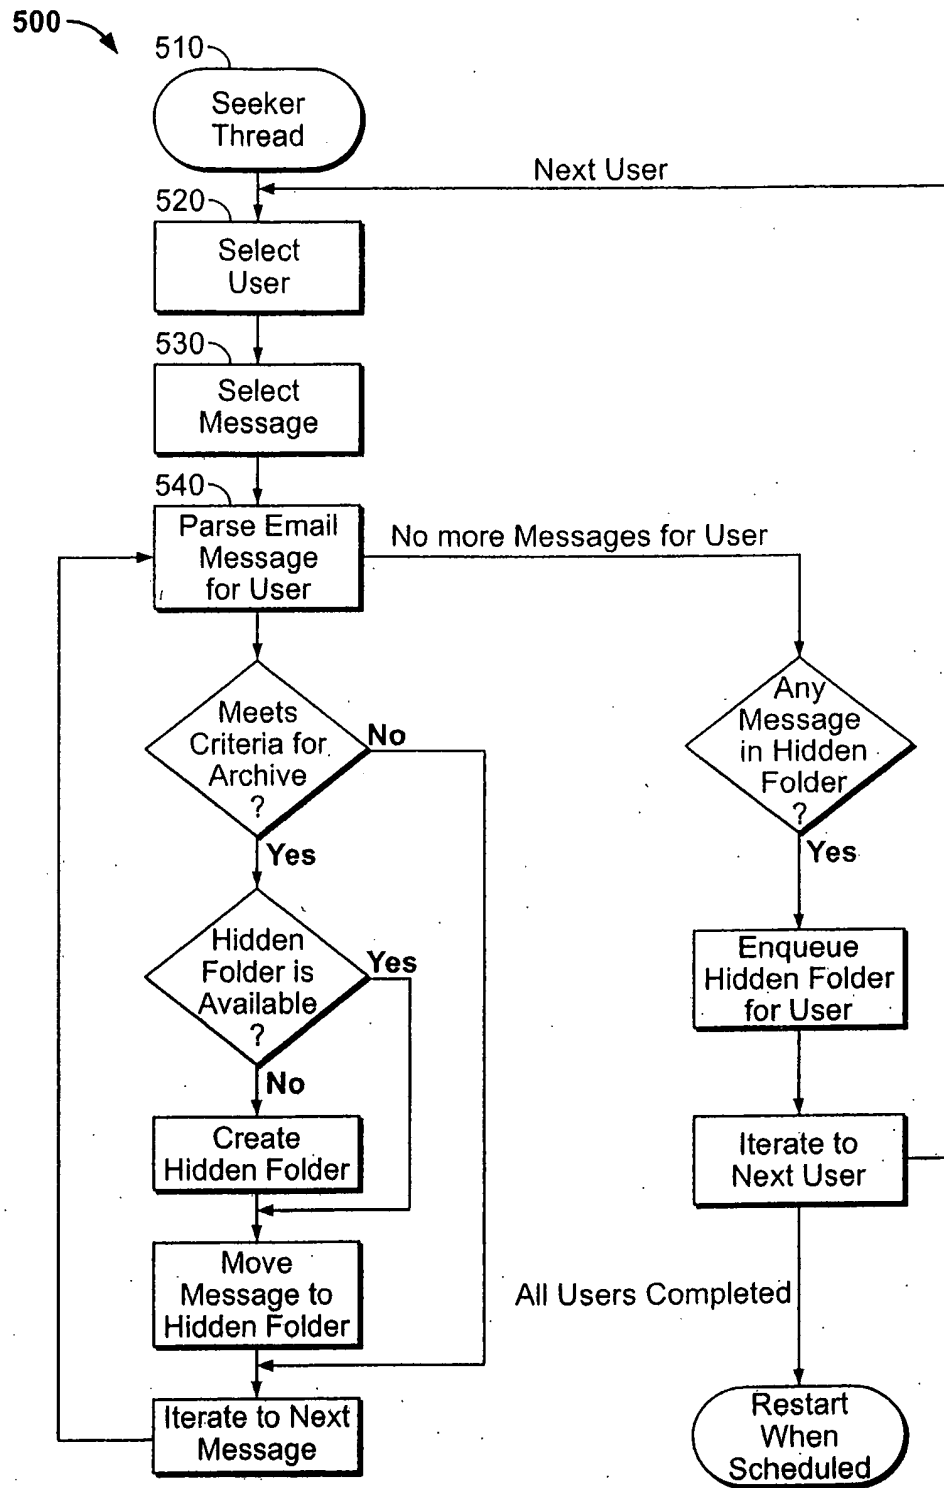 500
510
Seeker
Thread
Next User
520
Select
User
530
Select
Message
540
Parse Email
Message
for User
No more Messages for User
Meets
Criteria for
Archive
?
No
Yes
Any
Message
in Hidden
Folder
?
Yes
Hidden
Folder is
Available
?
Yes
No
Enqueue
Hidden Folder
for User
Create
Hidden Folder
Iterate to
Next User
Move
Message to
Hidden Folder
All Users Completed
Iterate to Next
Message
Restart
When
Scheduled